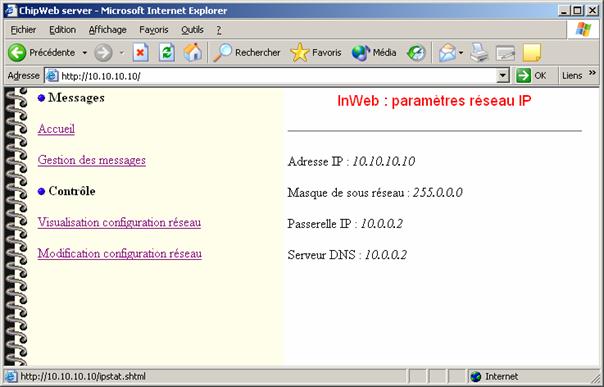 ChipWeb server - Microsoft Internet Explorer
Fichier Edition Affichage Favoris Outils ?
Précédente Rechercher Favoris Média
Adresse http://10.10.10.10/ OK Liens »
Messages
Accueil
Gestion des messages
Contrôle
Visualisation configuration réseau
Modification configuration réseau
InWeb : paramètres réseau IP
Adresse IP : 10.10.10.10
Masque de sous réseau : 255.0.0.0
Passerelle IP : 10.0.0.2
Serveur DNS : 10.0.0.2
http://10.10.10.10/ipstat.shtml Internet